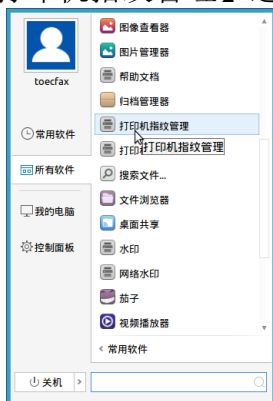 toecfax
常用软件
所有软件
我的电脑
控制面板
关机
图像查看器
图片管理器
帮助文档
归档管理器
打印机指纹管理
打印
打印机指纹管理
搜索文件...
文件浏览器
桌面共享
水印
网络水印
茄子
视频播放器
常用软件